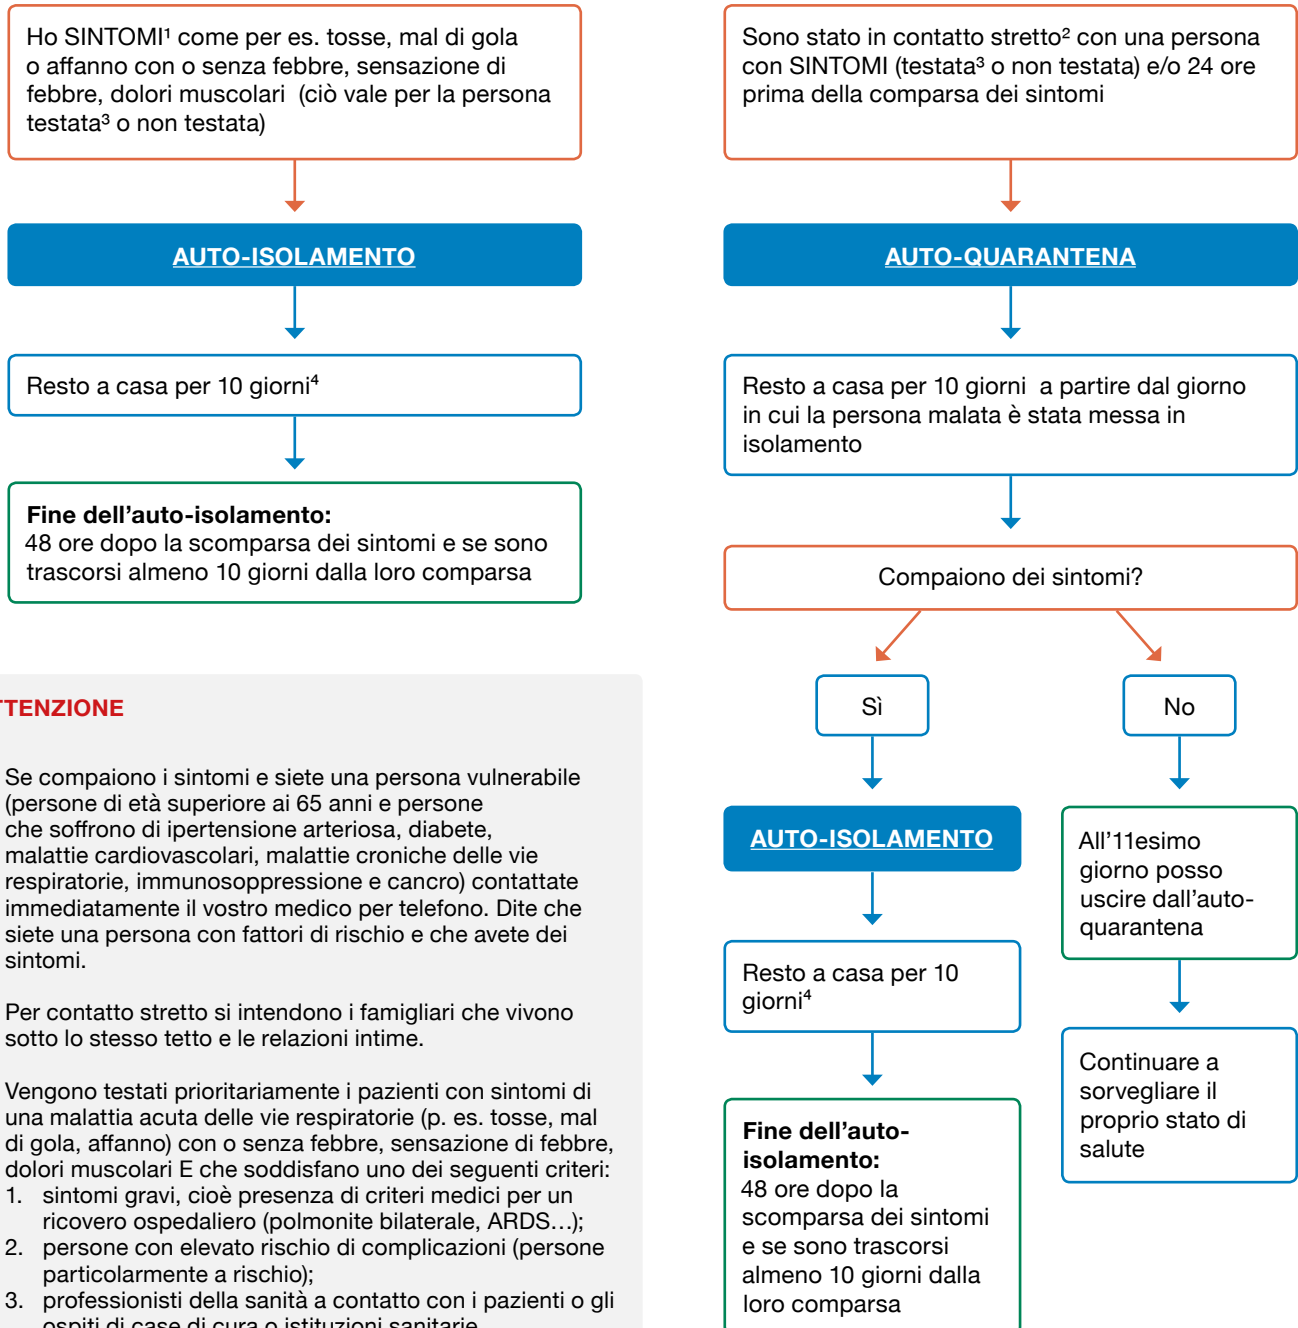 Ho SINTOMI¹ come per es. tosse, mal di gola
o affanno con o senza febbre, sensazione di
febbre, dolori muscolari (ciò vale per la persona
testata³ o non testata)
AUTO-ISOLAMENTO
Resto a casa per 10 giorni⁴
Fine dell’auto-isolamento:
48 ore dopo la scomparsa dei sintomi e se sono
trascorsi almeno 10 giorni dalla loro comparsa
TTENZIONE
Se compaiono i sintomi e siete una persona vulnerabile
(persone di età superiore ai 65 anni e persone
che soffrono di ipertensione arteriosa, diabete,
malattie cardiovascolari, malattie croniche delle vie
respiratorie, immunosoppressione e cancro) contattate
immediatamente il vostro medico per telefono. Dite che
siete una persona con fattori di rischio e che avete dei
sintomi.
Per contatto stretto si intendono i famigliari che vivono
sotto lo stesso tetto e le relazioni intime.
Vengono testati prioritariamente i pazienti con sintomi di
una malattia acuta delle vie respiratorie (p. es. tosse, mal
di gola, affanno) con o senza febbre, sensazione di febbre,
dolori muscolari E che soddisfano uno dei seguenti criteri:
1. sintomi gravi, cioè presenza di criteri medici per un
ricovero ospedaliero (polmonite bilaterale, ARDS…);
2. persone con elevato rischio di complicazioni (persone
particolarmente a rischio);
3. professionisti della sanità a contatto con i pazienti o gli
ospiti di case di cura o istituzioni sanitarie
Sono stato in contatto stretto² con una persona
con SINTOMI (testata³ o non testata) e/o 24 ore
prima della comparsa dei sintomi
AUTO-QUARANTENA
Resto a casa per 10 giorni a partire dal giorno
in cui la persona malata è stata messa in
isolamento
Compaiono dei sintomi?
Sì
AUTO-ISOLAMENTO
Resto a casa per 10
giorni⁴
Fine dell’auto-
isolamento:
48 ore dopo la
scomparsa dei sintomi
e se sono trascorsi
almeno 10 giorni dalla
loro comparsa
No
All’11esimo
giorno posso
uscire dall’auto-
quarantena
Continuare a
sorvegliare il
proprio stato di
salute